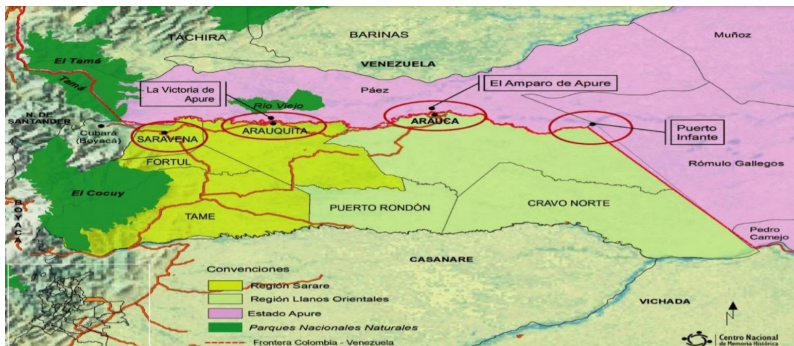 TACHIRA
BARINAS
Muñoz
El Tamá
VENEZUELA
Tamá
La Victoria de
Apure
Páez
El Amparo de Apure
Río Viejo
N. DE
SANTANDER
Cubará
(Boyacá)
SARAVENA
ARAUQUITA
ARAUCA
Puerto
Infante
FORTUL
Rómulo Gallegos
El Cocuy
BOYACA
TAME
PUERTO RONDÓN
CRAVO NORTE
Pedro
Camejo
CASANARE
VICHADA
Convenciones
Región Sarare
Región Llanos Orientales
Estado Apure
Parques Nacionales Naturales
Frontera Colombia - Venezuela
N
Centro Nacional
de Memoria Histórica